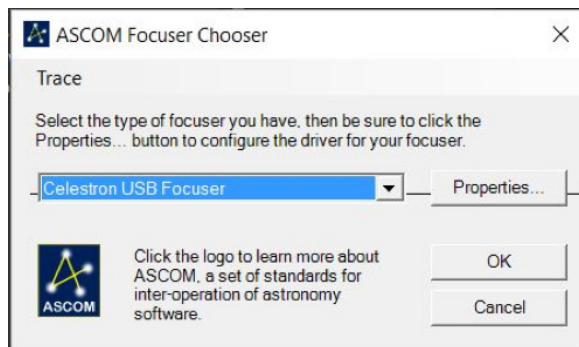 ASCOM Focuser Chooser
Trace
Select the type of focuser you have, then be sure to click the
Properties... button to configure the driver for your focuser.
Celestron USB Focuser
Properties...
Click the logo to learn more about
ASCOM, a set of standards for
inter-operation of astronomy
software.
ASCOM
OK
Cancel